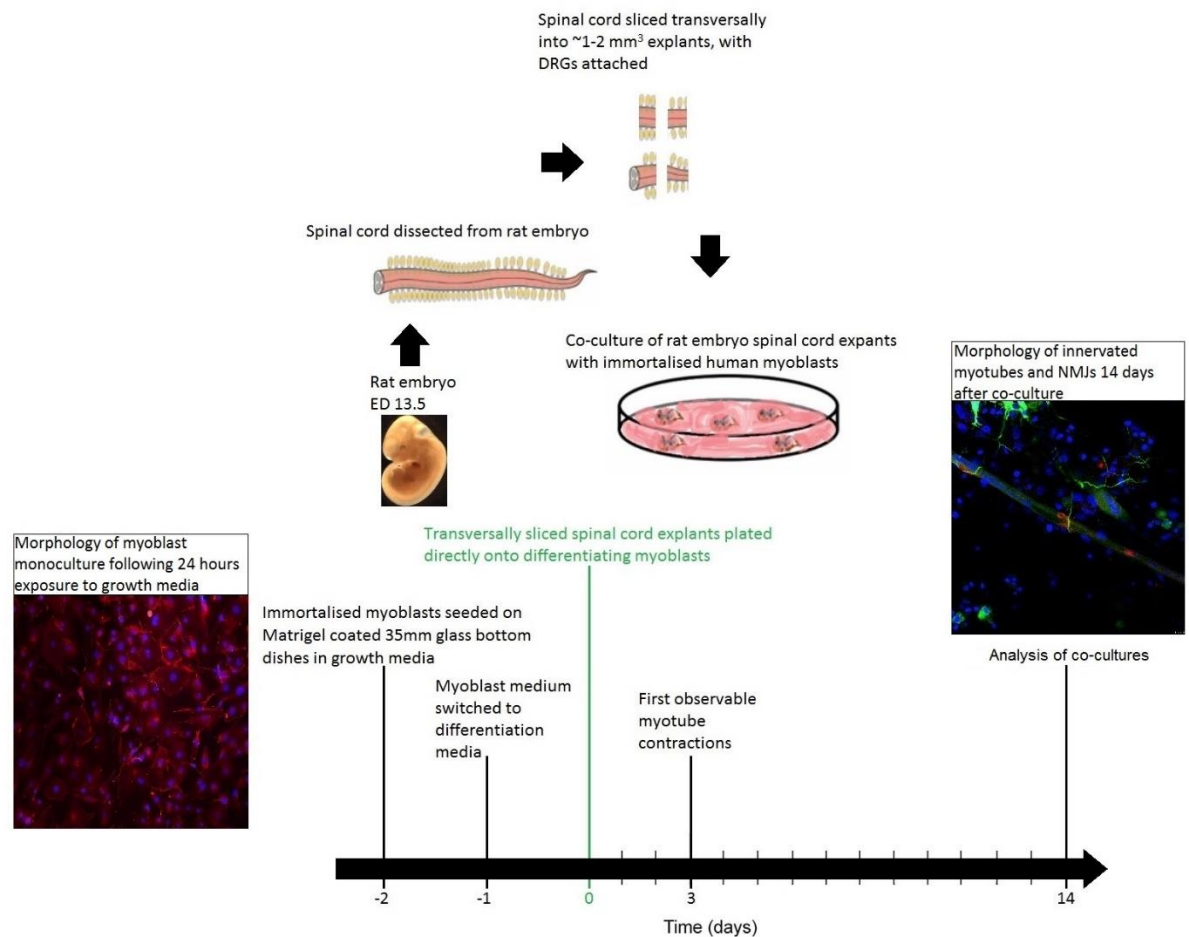 Spinal cord sliced transversally
into ~1-2 mm³ explants, with
DRGs attached
Spinal cord dissected from rat embryo
Rat embryo
ED 13.5
Co-culture of rat embryo spinal cord expants
with immortalised human myoblasts
Morphology of innervated
myotubes and NMJs 14 days
after co-culture
Transversally sliced spinal cord explants plated
directly onto differentiating myoblasts
Morphology of myoblast
monoculture following 24 hours
exposure to growth media
Immortalised myoblasts seeded on
Matrigel coated 35mm glass bottom
dishes in growth media
Myoblast medium
switched to
differentiation
media
First observable
myotube
contractions
Analysis of co-cultures
-2
-1
0
3
14
Time (days)